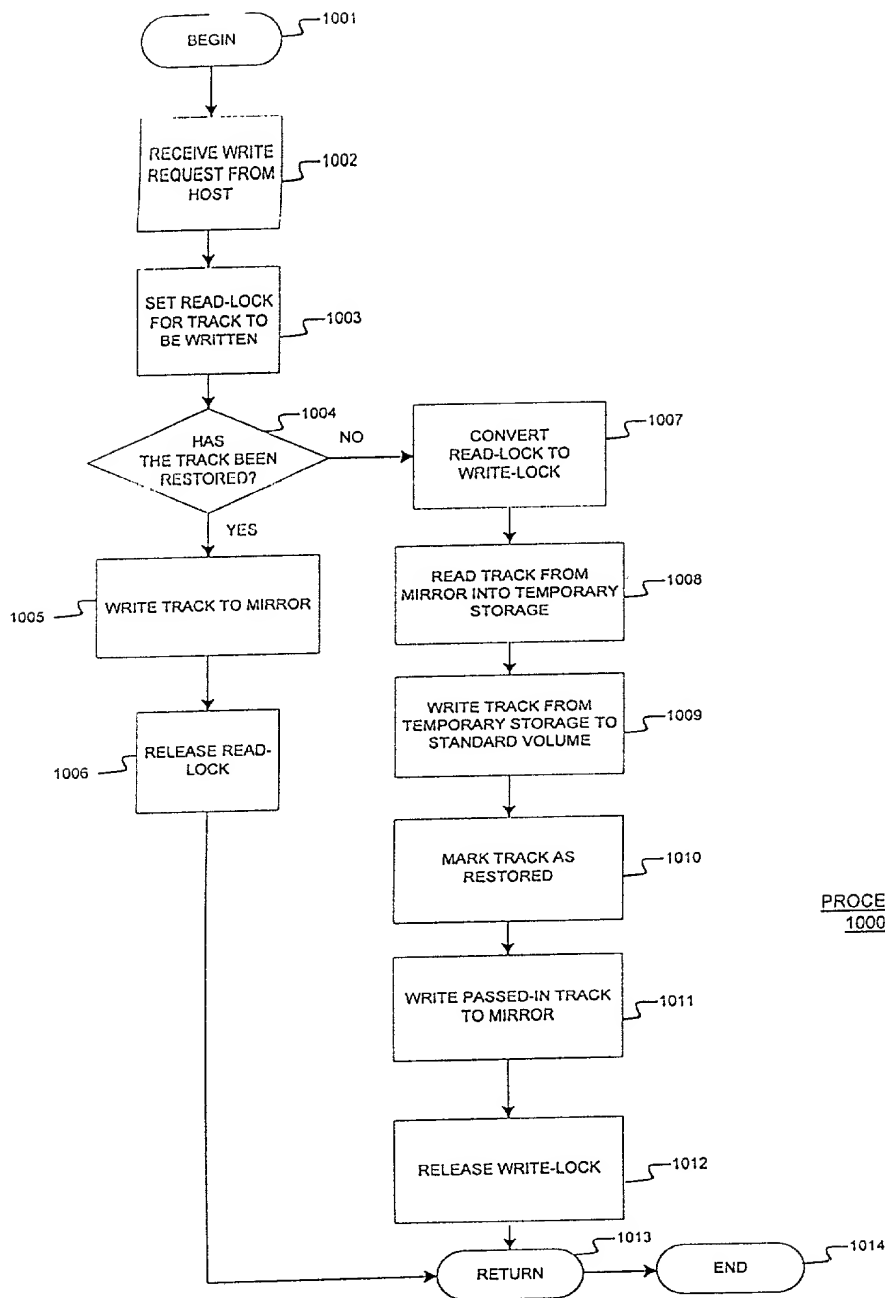 BEGIN
1001
RECEIVE WRITE
REQUEST FROM
HOST
1002
SET READ-LOCK
FOR TRACK TO
BE WRITTEN
1003
1004
HAS
THE TRACK BEEN
RESTORED?
NO
YES
CONVERT
READ-LOCK TO
WRITE-LOCK
1007
WRITE TRACK TO MIRROR
1005
READ TRACK FROM
MIRROR INTO TEMPORARY
STORAGE
1008
RELEASE READ-
LOCK
1006
WRITE TRACK FROM
TEMPORARY STORAGE TO
STANDARD VOLUME
1009
MARK TRACK AS
RESTORED
1010
PROCE
1000
WRITE PASSED-IN TRACK
TO MIRROR
1011
RELEASE WRITE-LOCK
1012
RETURN
1013
END
1014